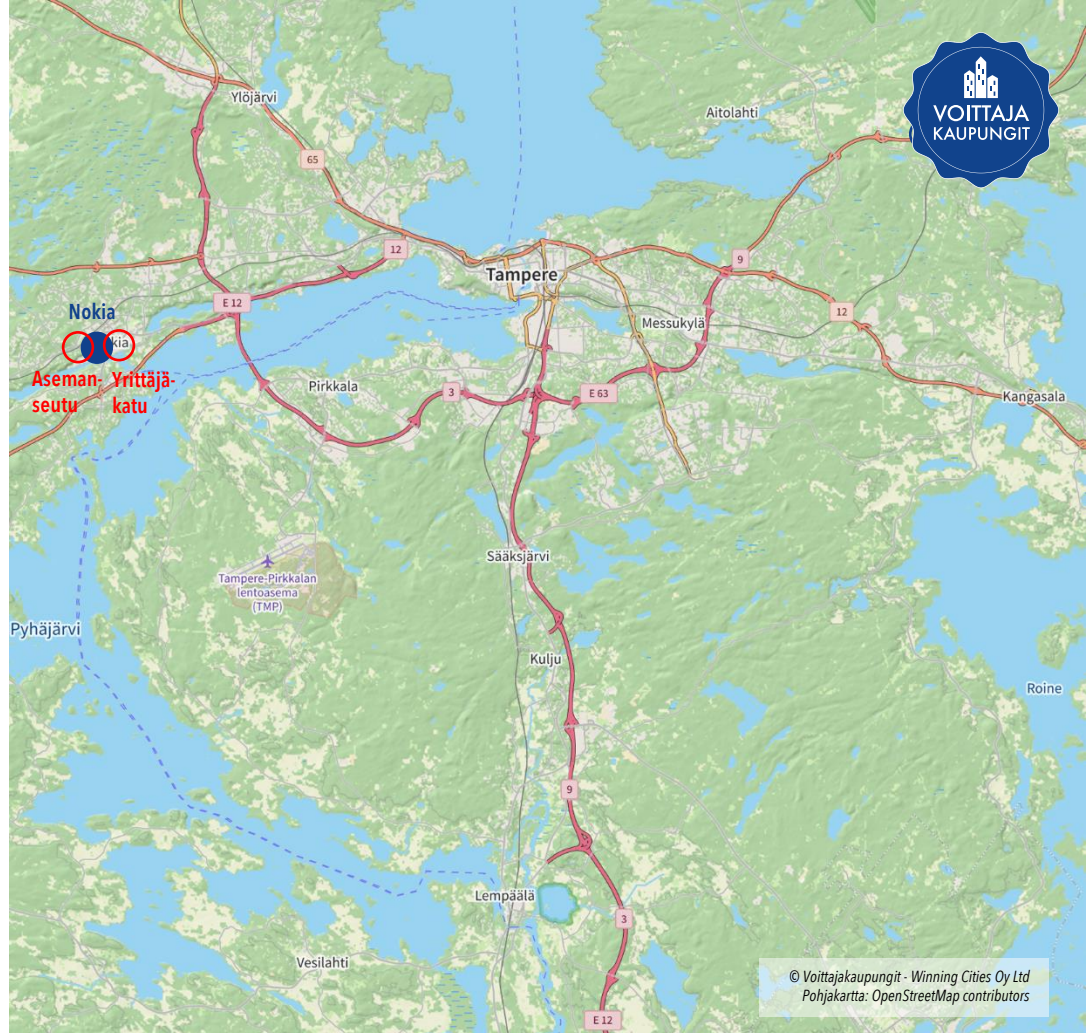 VOITTAJA
KAUPUNGIT
Ylöjärvi
Aitolahti
65
12
9
Tampere
E 12
Nokia
kia
12
Messukylä
Aseman-
seutu
Yrittäjä-
katu
Pirkkala
3
E 63
Kangasala
Sääksjärvi
Tampere-Pirkkalan
lentoasema
(TMP)
Pyhäjärvi
Kulju
Roine
9
Lempäälä
3
Vesilahti
© Voittajakaupungit - Winning Cities Oy Ltd
Pohjakartta: OpenStreetMap contributors
E 12